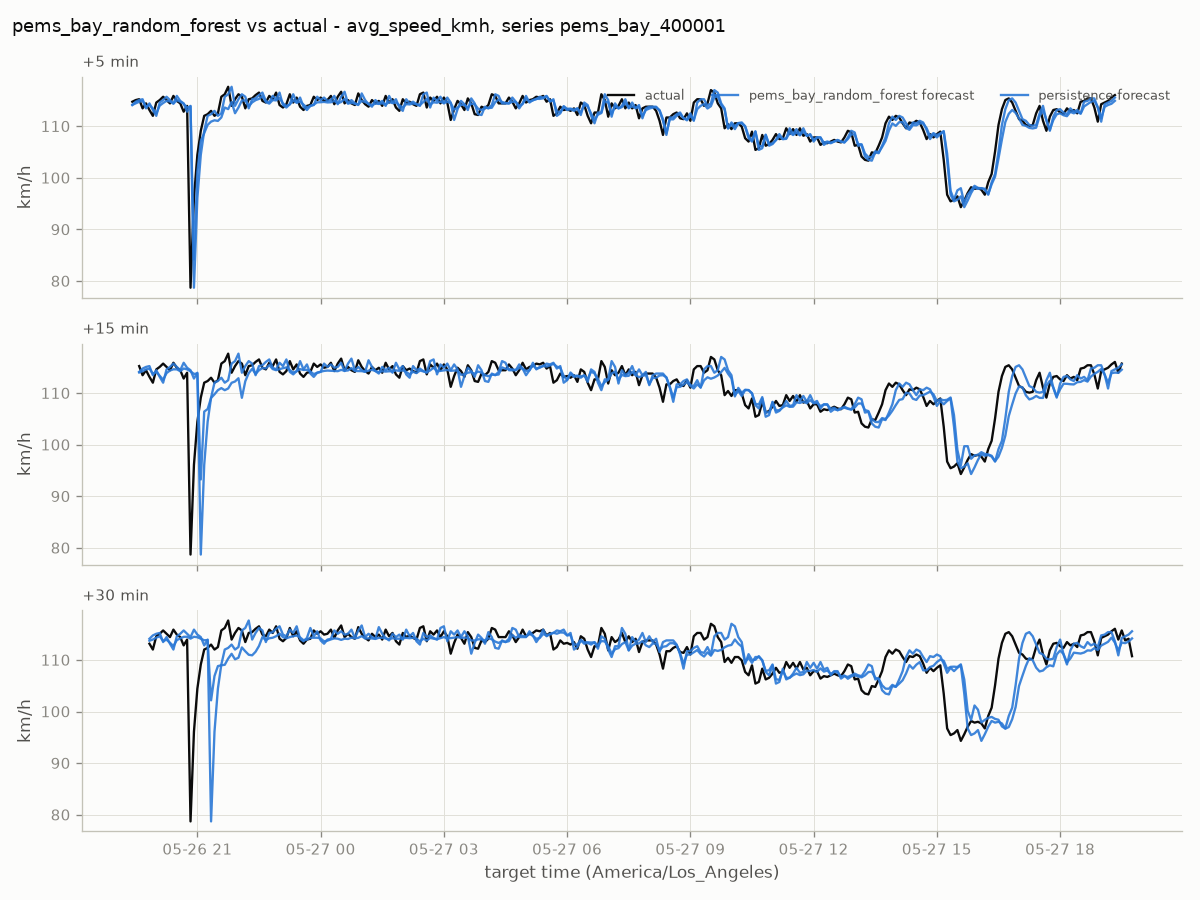 pems_bay_random_forest vs actual - avg_speed_kmh, series pems_bay_400001
+5 min
actual pems_bay_random_forest forecast persistence forecast
110
100
90
80
km/h
+15 min
110
100
90
80
km/h
+30 min
110
100
90
80
km/h
05-26 21 05-27 00 05-27 03 05-27 06 05-27 09 05-27 12 05-27 15 05-27 18
target time (America/Los_Angeles)